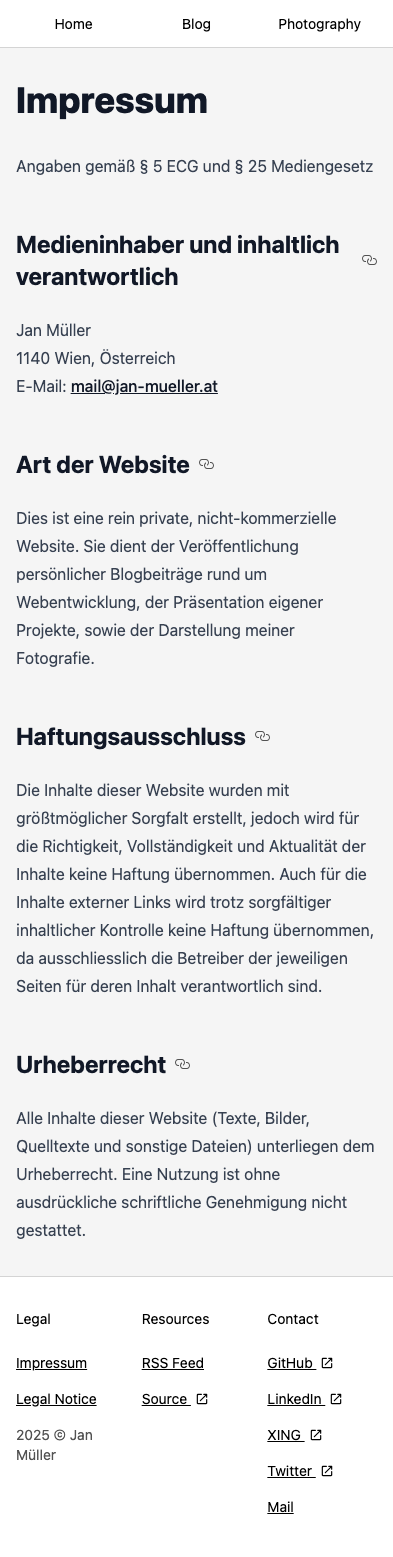 Home Blog Photography
Impressum
Angaben gemäß § 5 ECG und § 25 Mediengesetz
Medieninhaber und inhaltlich
verantwortlich
Jan Müller
1140 Wien, Österreich
E-Mail: mail@jan-mueller.at
Art der Website
Dies ist eine rein private, nicht-kommerzielle
Website. Sie dient der Veröffentlichung
persönlicher Blogbeiträge rund um
Webentwicklung, der Präsentation eigener
Projekte, sowie der Darstellung meiner
Fotografie.
Haftungsausschluss
Die Inhalte dieser Website wurden mit
größtmöglicher Sorgfalt erstellt, jedoch wird für
die Richtigkeit, Vollständigkeit und Aktualität der
Inhalte keine Haftung übernommen. Auch für die
Inhalte externer Links wird trotz sorgfältiger
inhaltlicher Kontrolle keine Haftung übernommen,
da ausschliesslich die Betreiber der jeweiligen
Seiten für deren Inhalt verantwortlich sind.
Urheberrecht
Alle Inhalte dieser Website (Texte, Bilder,
Quelltexte und sonstige Dateien) unterliegen dem
Urheberrecht. Eine Nutzung ist ohne
ausdrückliche schriftliche Genehmigung nicht
gestattet.
Legal
Impressum
Legal Notice
2025 © Jan
Müller
Resources
RSS Feed
Source
Contact
GitHub
LinkedIn
XING
Twitter
Mail